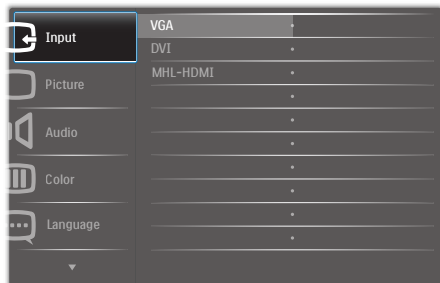 Input
Picture
Audio
Color
Language
VGA
DVI
MHL-HDMI